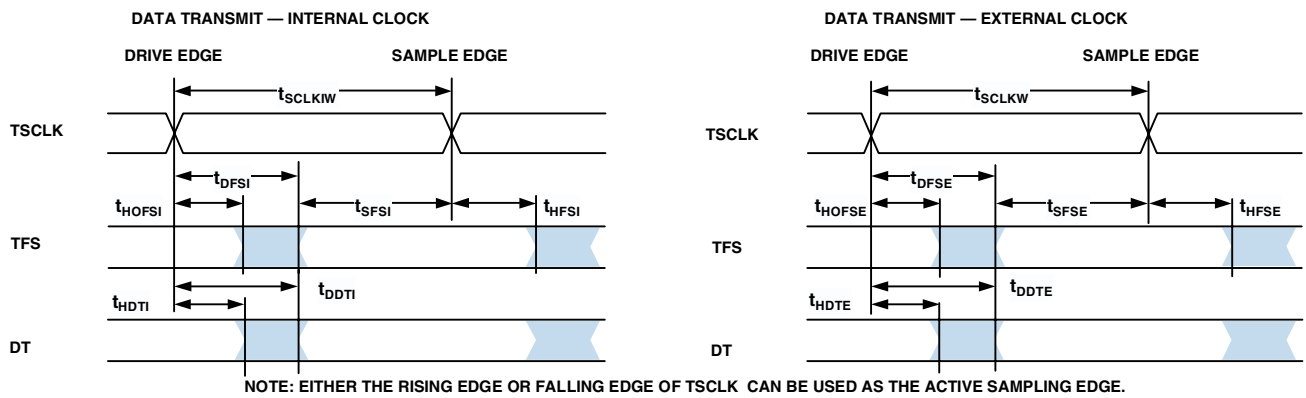 DATA TRANSMIT — INTERNAL CLOCK
DRIVE EDGE
SAMPLE EDGE
tSCLKIW
TSCLK
tDFSI
tHOFSI
tSFSI
tHFSI
TFS
tDDTI
tHDTI
DT
DATA TRANSMIT — EXTERNAL CLOCK
DRIVE EDGE
SAMPLE EDGE
tSCLKW
TSCLK
tDFSE
tHOFSE
tSFSE
tHFSE
TFS
tDDTE
tHDTE
DT
NOTE: EITHER THE RISING EDGE OR FALLING EDGE OF TSCLK CAN BE USED AS THE ACTIVE SAMPLING EDGE.